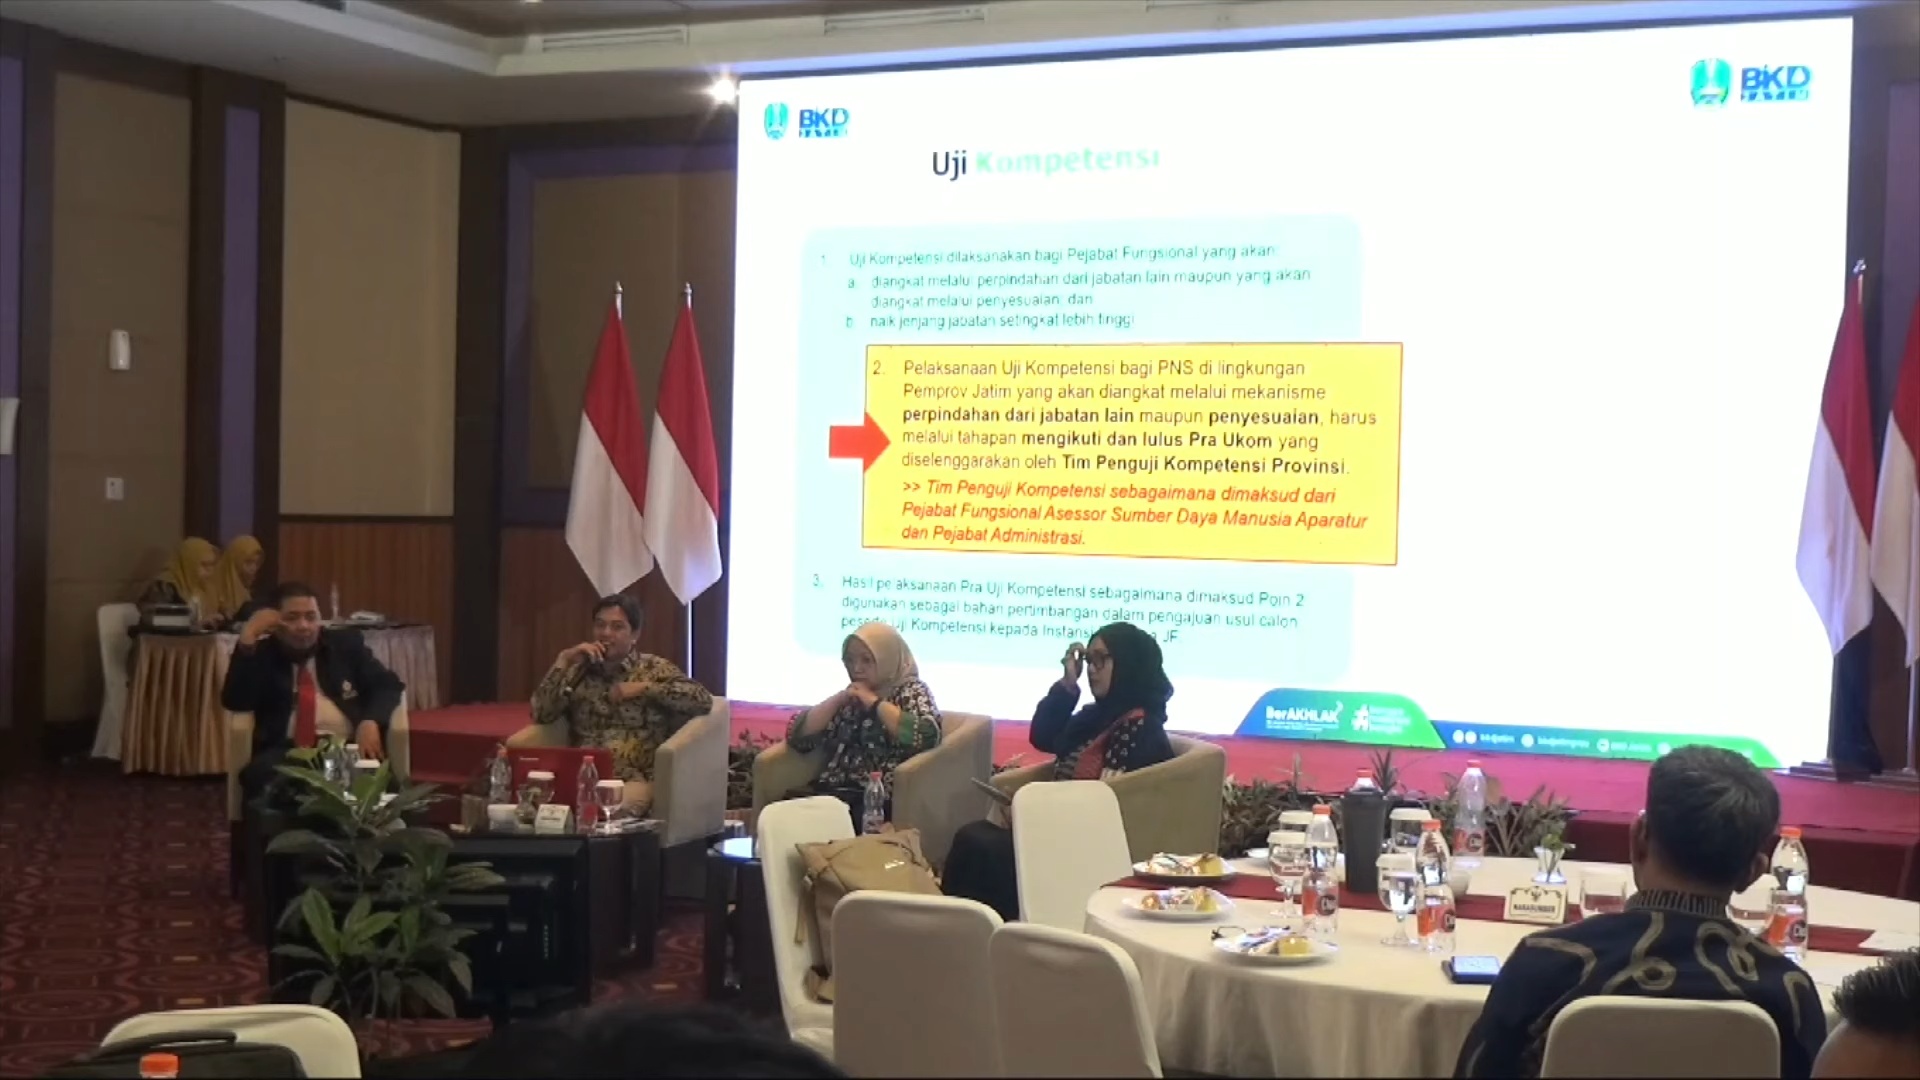 BKD
JATIM
BKD
JATIM
Uji Kompetensi
1. Uji Kompetensi dilaksanakan bagi Pejabat Fungsional yang akan:
a. diangkat melalui perpindahan dari jabatan lain maupun yang akan
diangkat melalui penyesuaian; dan
b. naik jenjang jabatan setingkat lebih tinggi
2. Pelaksanaan Uji Kompetensi bagi PNS di lingkungan
Pemprov Jatim yang akan diangkat melalui mekanisme
perpindahan dari jabatan lain maupun penyesuaian, harus
melalui tahapan mengikuti dan lulus Pra Ukom yang
diselenggarakan oleh Tim Penguji Kompetensi Provinsi.
>> Tim Penguji Kompetensi sebagaimana dimaksud dari
Pejabat Fungsional Asessor Sumber Daya Manusia Aparatur
dan Pejabat Administrasi.
3. Hasil pelaksanaan Pra Uji Kompetensi sebagaimana dimaksud Poin 2
digunakan sebagai bahan pertimbangan dalam pengajuan usul calon
Uji Kompetensi kepada JF
BerAKHLAK
NARASUMBER